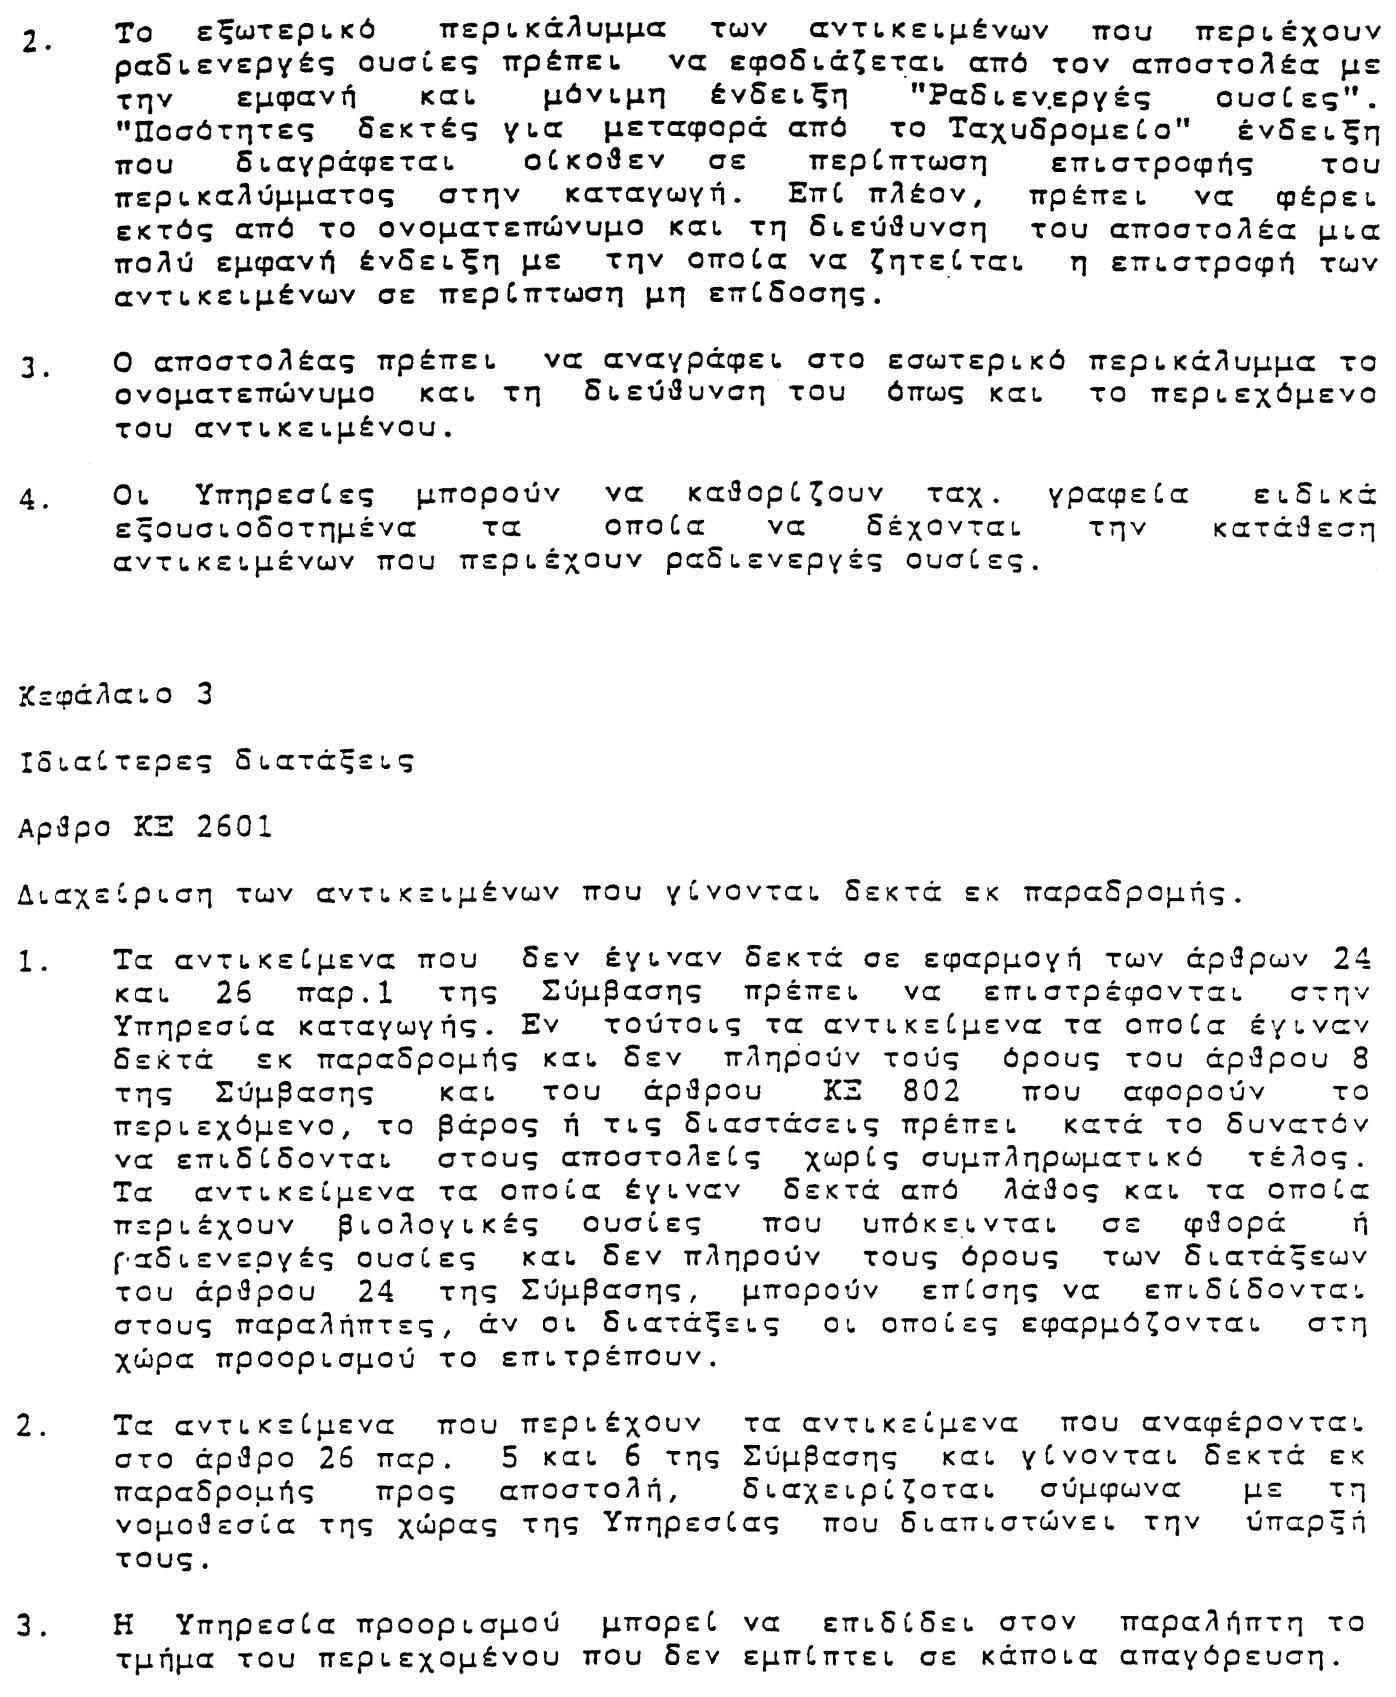 2. Το εξωτερικό περικάλυμμα των αντικειμένων που περιέχουν
ραδιενεργές ουσίες πρέπει να εφοδιάζεται από τον αποστολέα με
την εμφανή και μόνιμη ένδειξη "Ραδιενεργές ουσίες".
"Ποσότητες δεκτές για μεταφορά από το Ταχυδρομείο" ένδειξη
που διαγράφεται οίκοθεν σε περίπτωση επιστροφής του
περικαλύμματος στην καταγωγή. Επί πλέον, πρέπει να φέρει
εκτός από το ονοματεπώνυμο και τη διεύθυνση του αποστολέα μια
πολύ εμφανή ένδειξη με την οποία να ζητείται η επιστροφή των
αντικειμένων σε περίπτωση μη επίδοσης.
3. Ο αποστολέας πρέπει να αναγράφει στο εσωτερικό περικάλυμμα το
ονοματεπώνυμο και τη διεύθυνση του όπως και το περιεχόμενο
του αντικειμένου.
4. Οι Υπηρεσίες μπορούν να καθορίζουν ταχ. γραφεία ειδικά
εξουσιοδοτημένα τα οποία να δέχονται την κατάθεση
αντικειμένων που περιέχουν ραδιενεργές ουσίες.
Κεφάλαιο 3
Ιδιαίτερες διατάξεις
Αρθρο ΚΞ 2601
Διαχείριση των αντικειμένων που γίνονται δεκτά εκ παραδρομής.
1. Τα αντικείμενα που δεν έγιναν δεκτά σε εφαρμογή των άρθρων 24
και 26 παρ.1 της Σύμβασης πρέπει να επιστρέφονται στην
Υπηρεσία καταγωγής. Εν τούτοις τα αντικείμενα τα οποία έγιναν
δεκτά εκ παραδρομής και δεν πληρούν τούς όρους του άρθρου 8
της Σύμβασης και του άρθρου ΚΞ 802 που αφορούν το
περιεχόμενο, το βάρος ή τις διαστάσεις πρέπει κατά το δυνατόν
να επιδίδονται στους αποστολείς χωρίς συμπληρωματικό τέλος.
Τα αντικείμενα τα οποία έγιναν δεκτά από λάθος και τα οποία
περιέχουν βιολογικές ουσίες που υπόκεινται σε φθορά ή
ραδιενεργές ουσίες και δεν πληρούν τους όρους των διατάξεων
του άρθρου 24 της Σύμβασης, μπορούν επίσης να επιδίδονται
στους παραλήπτες, άν οι διατάξεις οι οποίες εφαρμόζονται στη
χώρα προορισμού το επιτρέπουν.
2. Τα αντικείμενα που περιέχουν τα αντικείμενα που αναφέρονται
στο άρθρο 26 παρ. 5 και 6 της Σύμβασης και γίνονται δεκτά εκ
παραδρομής προς αποστολή, διαχειρίζοται σύμφωνα με τη
νομοθεσία της χώρας της Υπηρεσίας που διαπιστώνει την ύπαρξή
τους.
3. Η Υπηρεσία προορισμού μπορεί να επιδίδει στον παραλήπτη το
τμήμα του περιεχομένου που δεν εμπίπτει σε κάποια απαγόρευση.